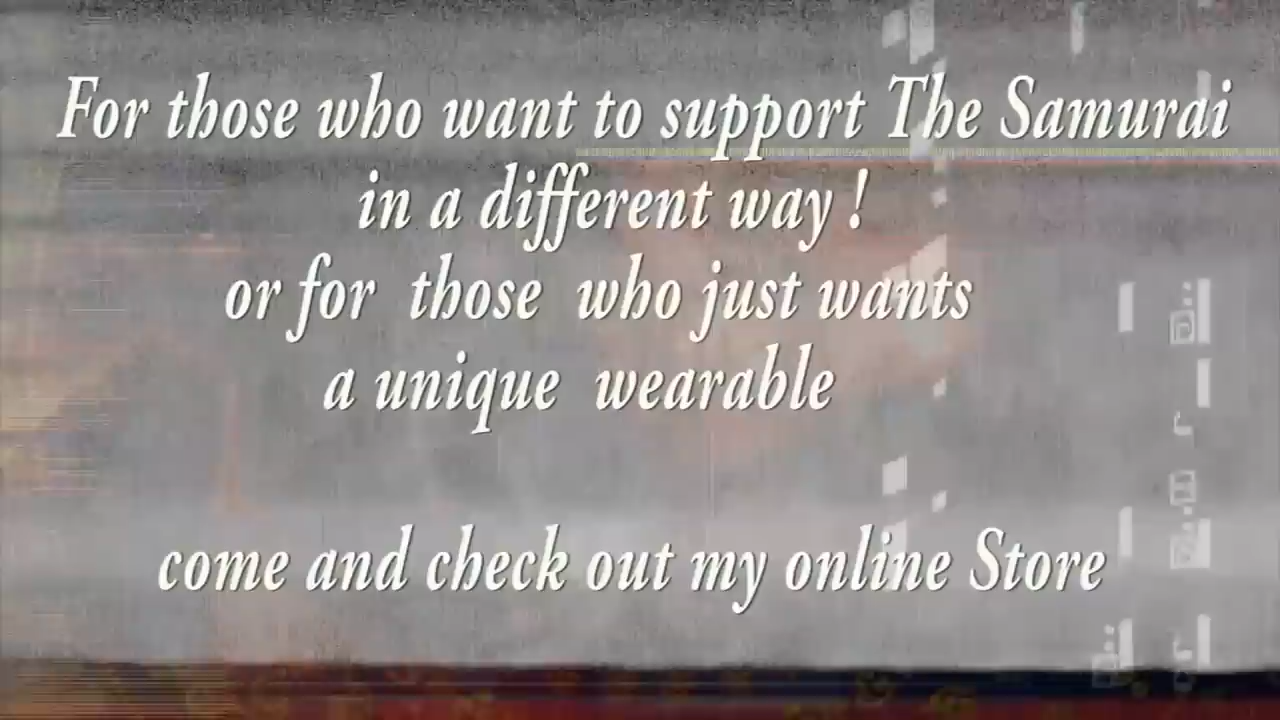 For those who want to support The Samurai
in a different way !
or for those who just wants
a unique wearable
come and check out my online Store